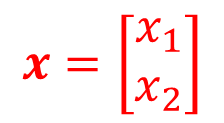 𝒙 = [x₁
x₂]